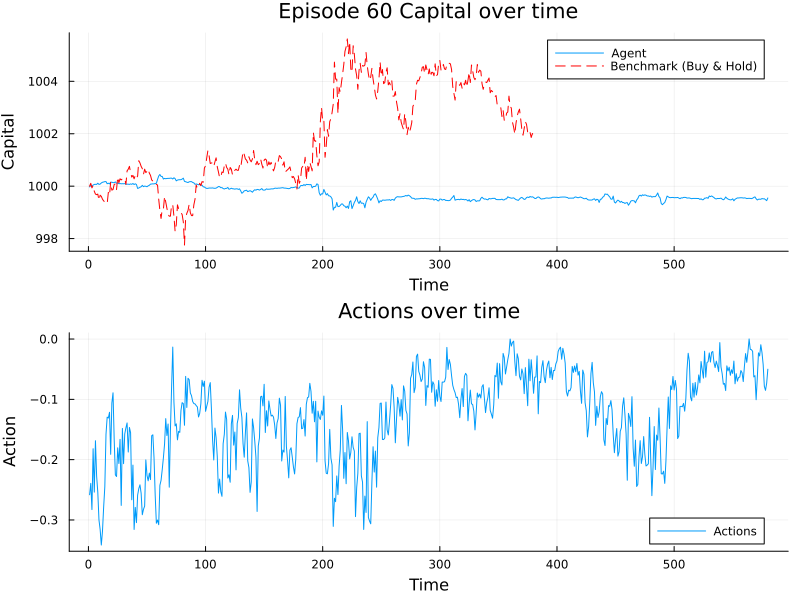 Episode 60 Capital over time
Capital
1004
1002
1000
998
Agent
Benchmark (Buy & Hold)
0 100 200 300 400 500
Time
Actions over time
Action
0.0
−0.1
−0.2
−0.3
Actions
0 100 200 300 400 500
Time